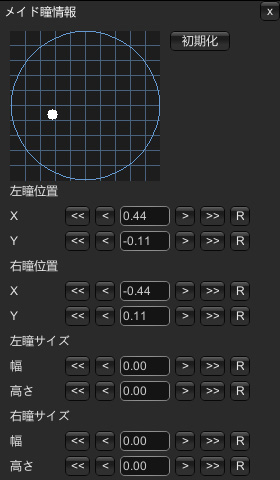 メイド瞳情報 x
初期化
左瞳位置
X << < 0.44 > >> R
Y << < -0.11 > >> R
右瞳位置
X << < -0.44 > >> R
Y << < 0.11 > >> R
左瞳サイズ
幅 << < 0.00 > >> R
高さ << < 0.00 > >> R
右瞳サイズ
幅 << < 0.00 > >> R
高さ << < 0.00 > >> R